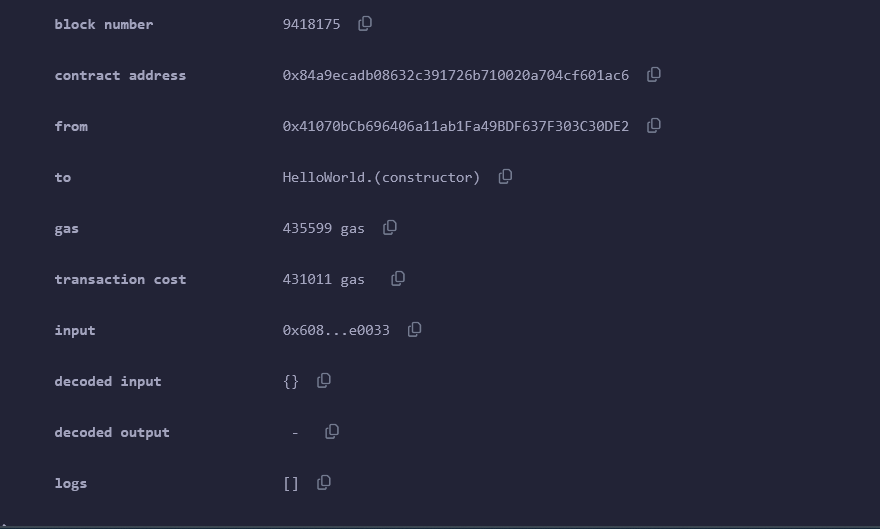 block number 9418175
contract address 0x84a9ecadb08632c391726b710020a704cf601ac6
from 0x41070bCb696406a11ab1Fa49BDF637F303C30DE2
to HelloWorld.(constructor)
gas 435599 gas
transaction cost 431011 gas
input 0x608...e0033
decoded input {}
decoded output -
logs []